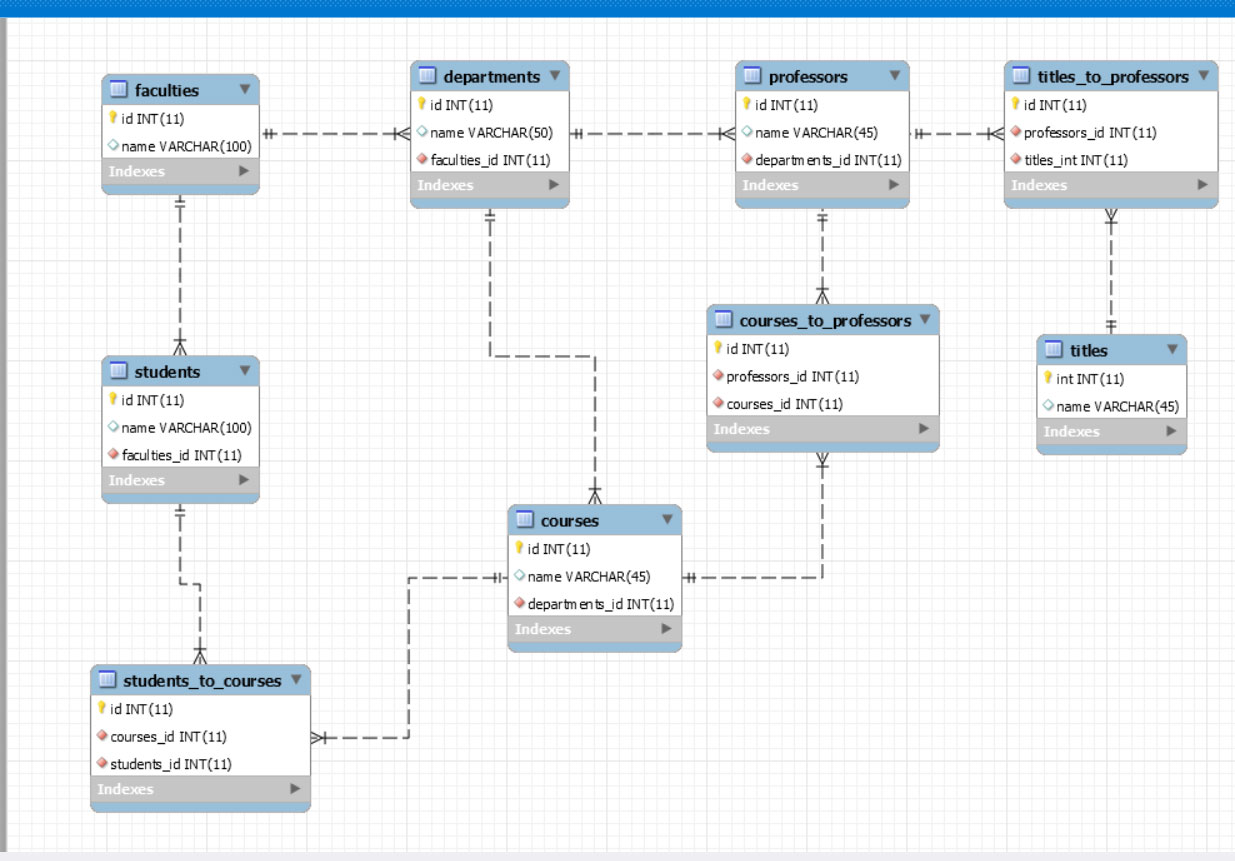 faculties
id INT(11)
name VARCHAR(100)
Indexes
departments
id INT(11)
name VARCHAR(50)
faculties_id INT(11)
Indexes
professors
id INT(11)
name VARCHAR(45)
departments_id INT(11)
Indexes
titles_to_professors
id INT(11)
professors_id INT(11)
titles_int INT(11)
Indexes
students
id INT(11)
name VARCHAR(100)
faculties_id INT(11)
Indexes
courses_to_professors
id INT(11)
professors_id INT(11)
courses_id INT(11)
Indexes
titles
int INT(11)
name VARCHAR(45)
Indexes
courses
id INT(11)
name VARCHAR(45)
departments_id INT(11)
Indexes
students_to_courses
id INT(11)
courses_id INT(11)
students_id INT(11)
Indexes